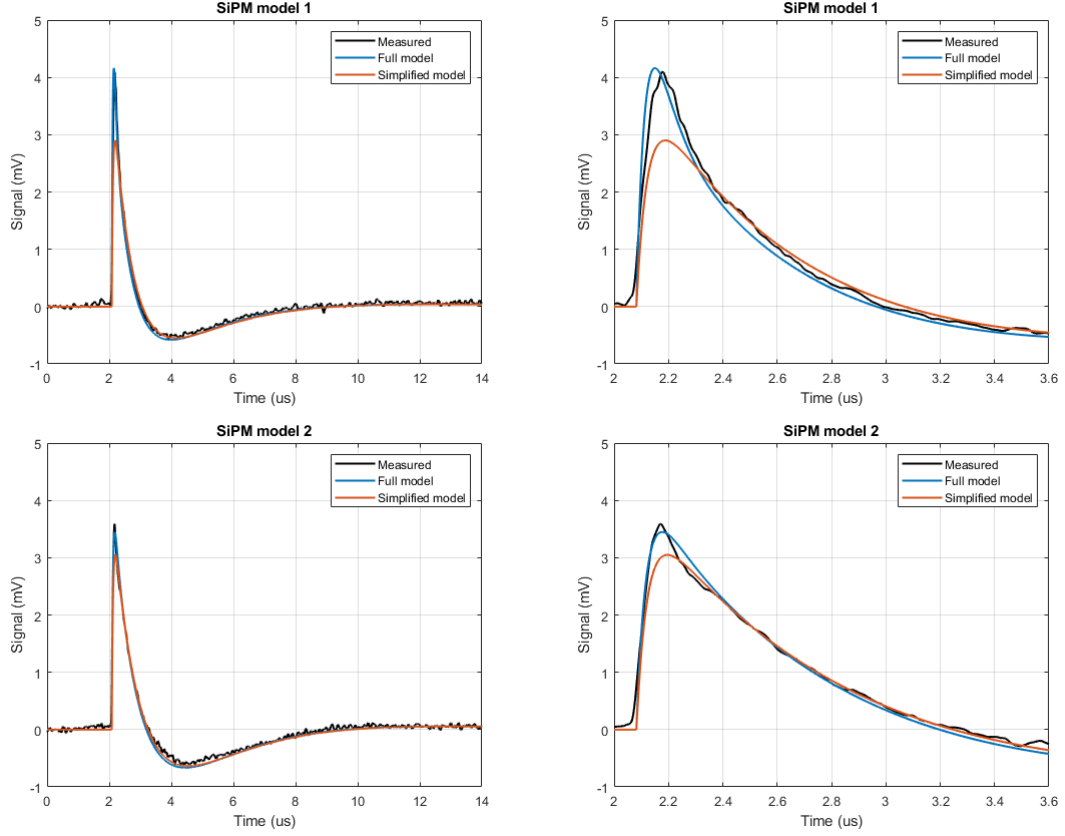 SiPM model 1
5
4
3
2
1
0
-1
Signal (mV)
Measured
Full model
Simplified model
0 2 4 6 8 10 12 14
Time (us)
SiPM model 1
5
4
3
2
1
0
-1
Signal (mV)
Measured
Full model
Simplified model
2 2.2 2.4 2.6 2.8 3 3.2 3.4 3.6
Time (us)
SiPM model 2
5
4
3
2
1
0
-1
Signal (mV)
Measured
Full model
Simplified model
0 2 4 6 8 10 12 14
Time (us)
SiPM model 2
5
4
3
2
1
0
-1
Signal (mV)
Measured
Full model
Simplified model
2 2.2 2.4 2.6 2.8 3 3.2 3.4 3.6
Time (us)